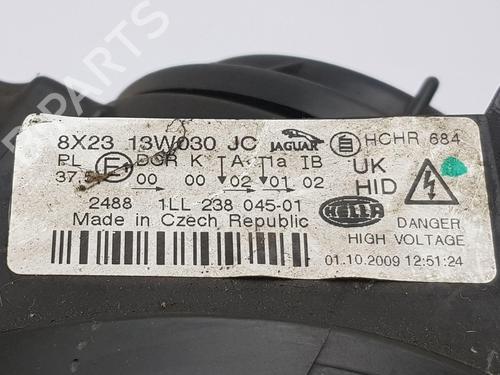 8X23 13W030 JC JAGUAR HCHR 684
PL E DCR K TA 1a IB UK
37.5 00 00 02 01 02 HID
2488 1LL 238 045-01 HELLA
Made in Czech Republic DANGER
HIGH VOLTAGE
01.10.2009 12:51:24